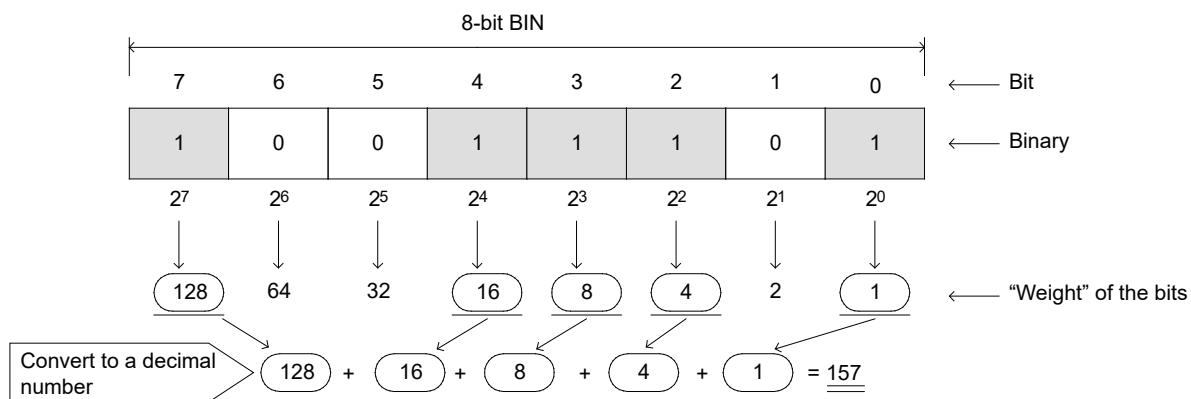 8-bit BIN
7 6 5 4 3 2 1 0 Bit
1 0 0 1 1 1 0 1 Binary
2⁷ 2⁶ 2⁵ 2⁴ 2³ 2² 2¹ 2⁰
128 64 32 16 8 4 2 1 “Weight” of the bits
Convert to a decimal
number
128 + 16 + 8 + 4 + 1 = 157